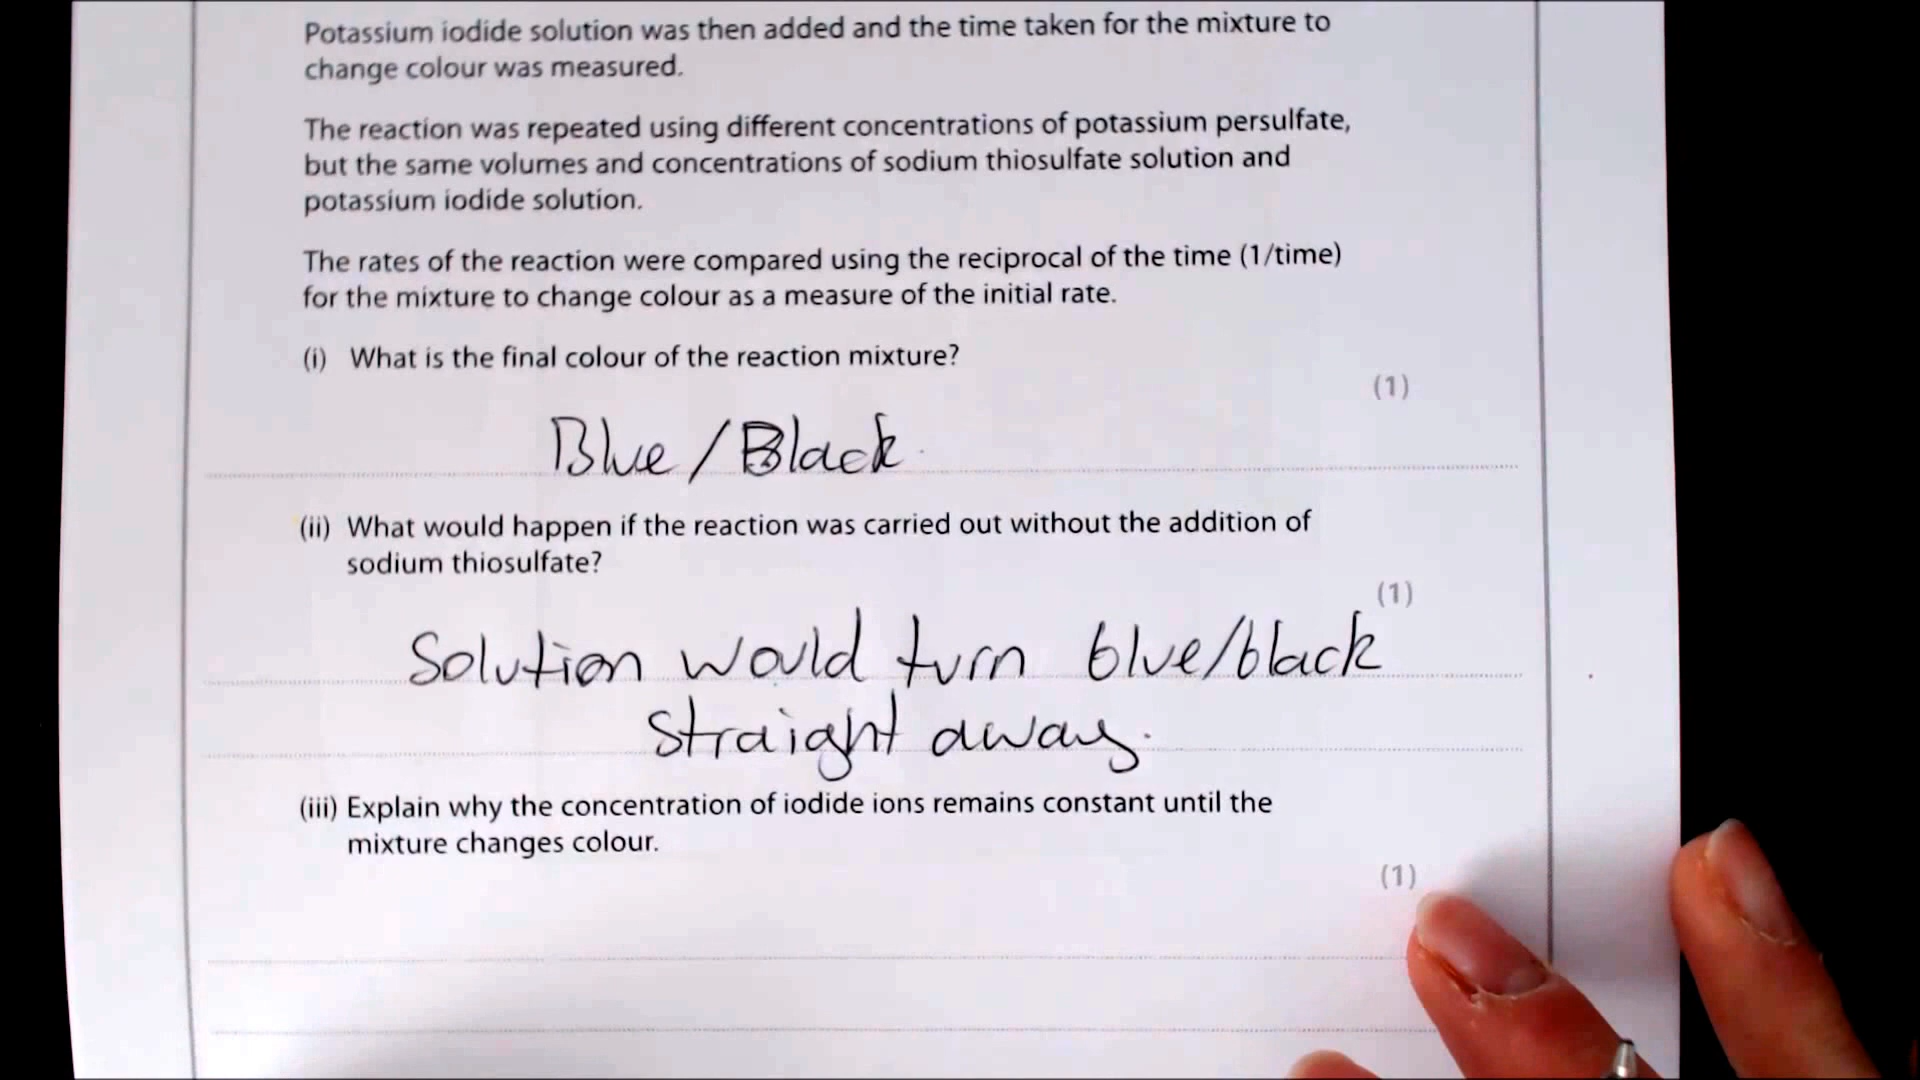 Potassium iodide solution was then added and the time taken for the mixture to
change colour was measured.
The reaction was repeated using different concentrations of potassium persulfate,
but the same volumes and concentrations of sodium thiosulfate solution and
potassium iodide solution.
The rates of the reaction were compared using the reciprocal of the time (1/time)
for the mixture to change colour as a measure of the initial rate.
(i) What is the final colour of the reaction mixture?
(1)
Blue/Black.
(ii) What would happen if the reaction was carried out without the addition of
sodium thiosulfate?
(1)
Solution would turn blue/black
straight away.
(iii) Explain why the concentration of iodide ions remains constant until the
mixture changes colour.
(1)